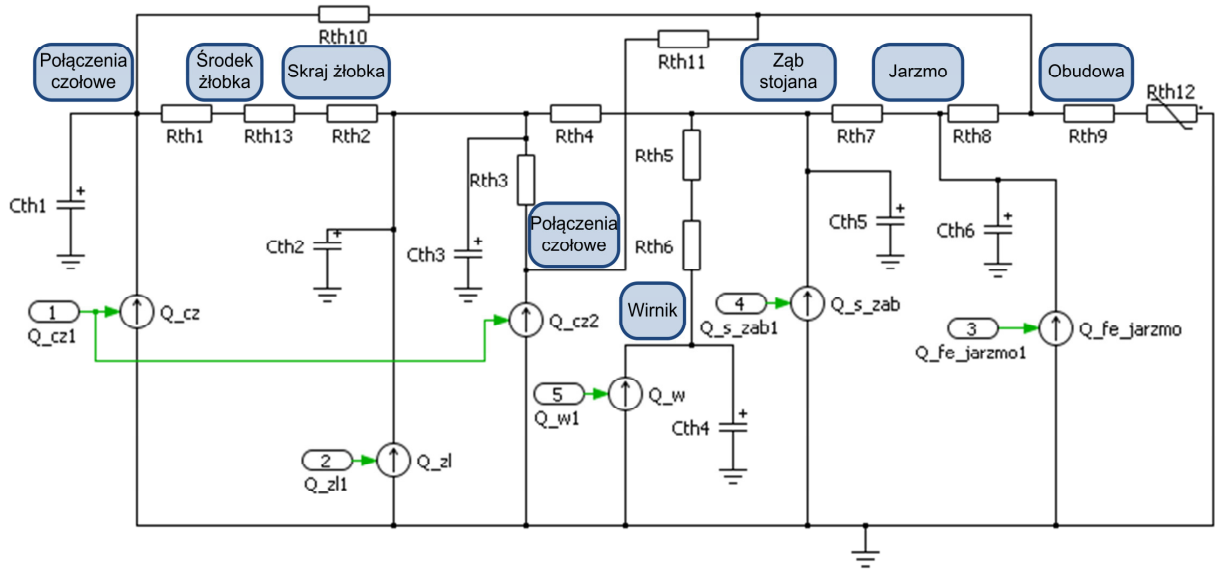 Rth10
Rth11
Połączenia
czołowe
Środek
żłobka
Skraj żłobka
Ząb
stojana
Jarzmo
Obudowa
Rth12
Rth1
Rth13
Rth2
Rth4
Rth7
Rth8
Rth9
Rth5
Rth3
Cth1
+
Cth2
+
Cth3
+
Połączenia
czołowe
Rth6
Cth5
+
Cth6
+
1
Q_cz1
Q_cz
Q_cz2
Wirnik
4
Q_s_zab1
Q_s_zab
3
Q_fe_jarzmo1
Q_fe_jarzmo
5
Q_w1
Q_w
Cth4
+
2
Q_zl1
Q_zl